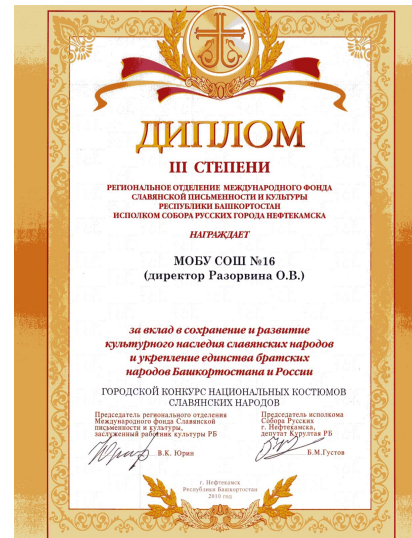 ДИПЛОМ
III СТЕПЕНИ
РЕГИОНАЛЬНОЕ ОТДЕЛЕНИЕ МЕЖДУНАРОДНОГО ФОНДА
СЛАВЯНСКОЙ ПИСЬМЕННОСТИ И КУЛЬТУРЫ
РЕСПУБЛИКИ БАШКОРТОСТАН
ИСПОЛКОМ СОБОРА РУССКИХ ГОРОДА НЕФТЕКАМСКА
НАГРАЖДАЕТ
МОБУ СОШ №16
(директор Разорвина О.В.)
за вклад в сохранение и развитие
культурного наследия славянских народов
и укрепление единства братских
народов Башкортостана и России
ГОРОДСКОЙ КОНКУРС НАЦИОНАЛЬНЫХ КОСТЮМОВ
СЛАВЯНСКИХ НАРОДОВ
Председатель регионального отделения
Международного фонда Славянской
письменности и культуры,
заслуженный работник культуры РБ
В.К. Юрин
Председатель исполкома
Собора Русских
г. Нефтекамска,
депутат Курултая РБ
Б.М.Густов
г. Нефтекамск
Республика Башкортостан
2010 год